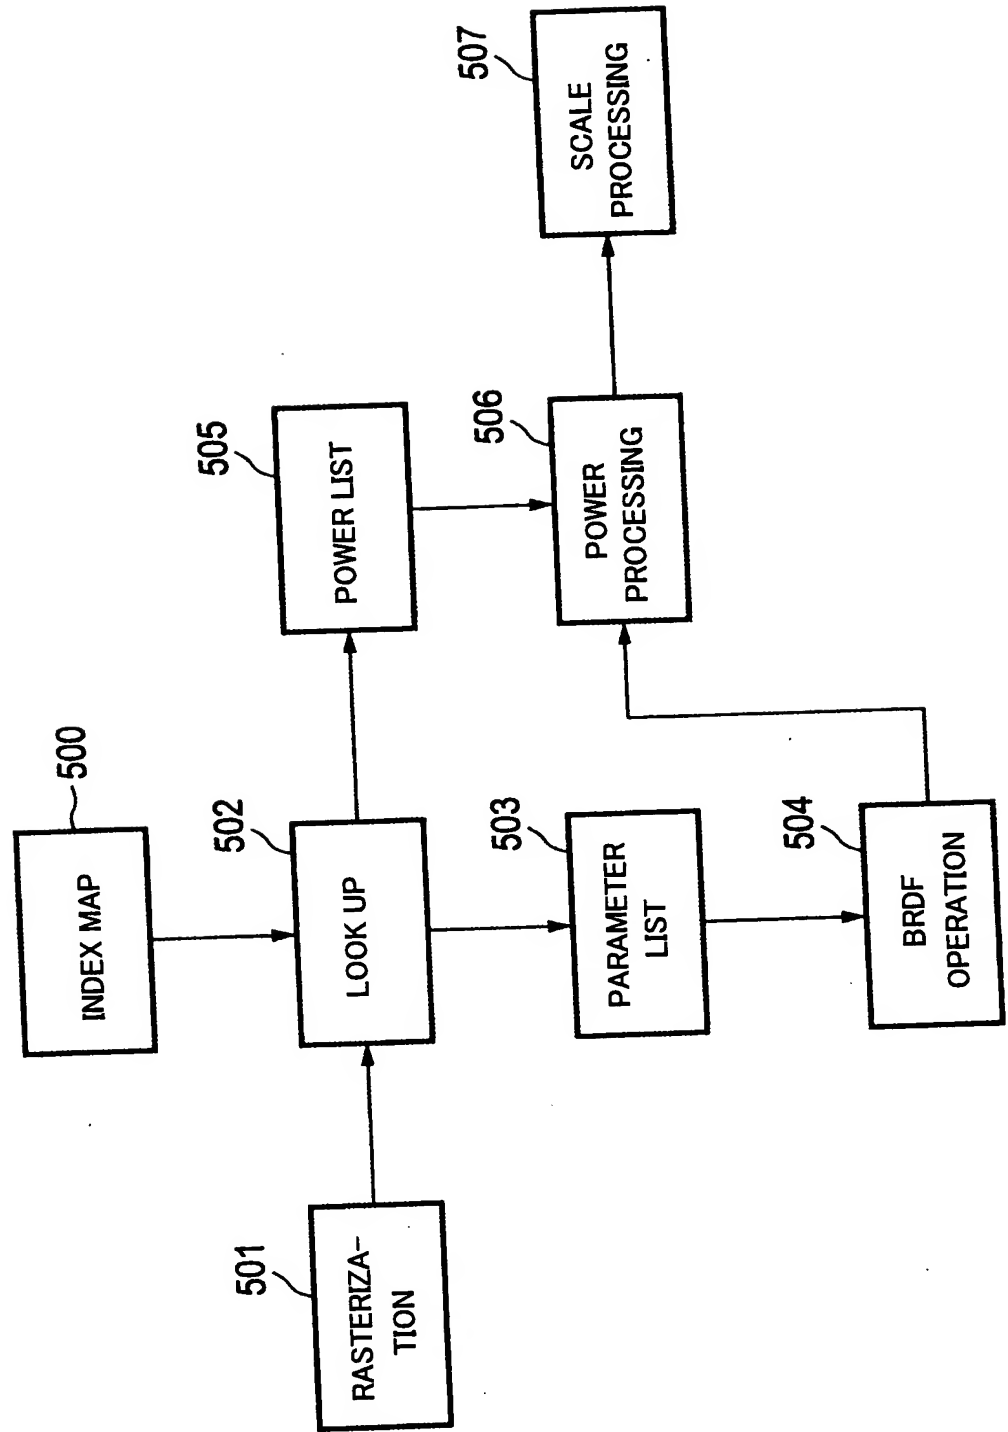 500
INDEX MAP
501
RASTERIZA-
TION
502
LOOK UP
505
POWER LIST
503
PARAMETER
LIST
506
POWER
PROCESSING
507
SCALE
PROCESSING
504
BRDF
OPERATION